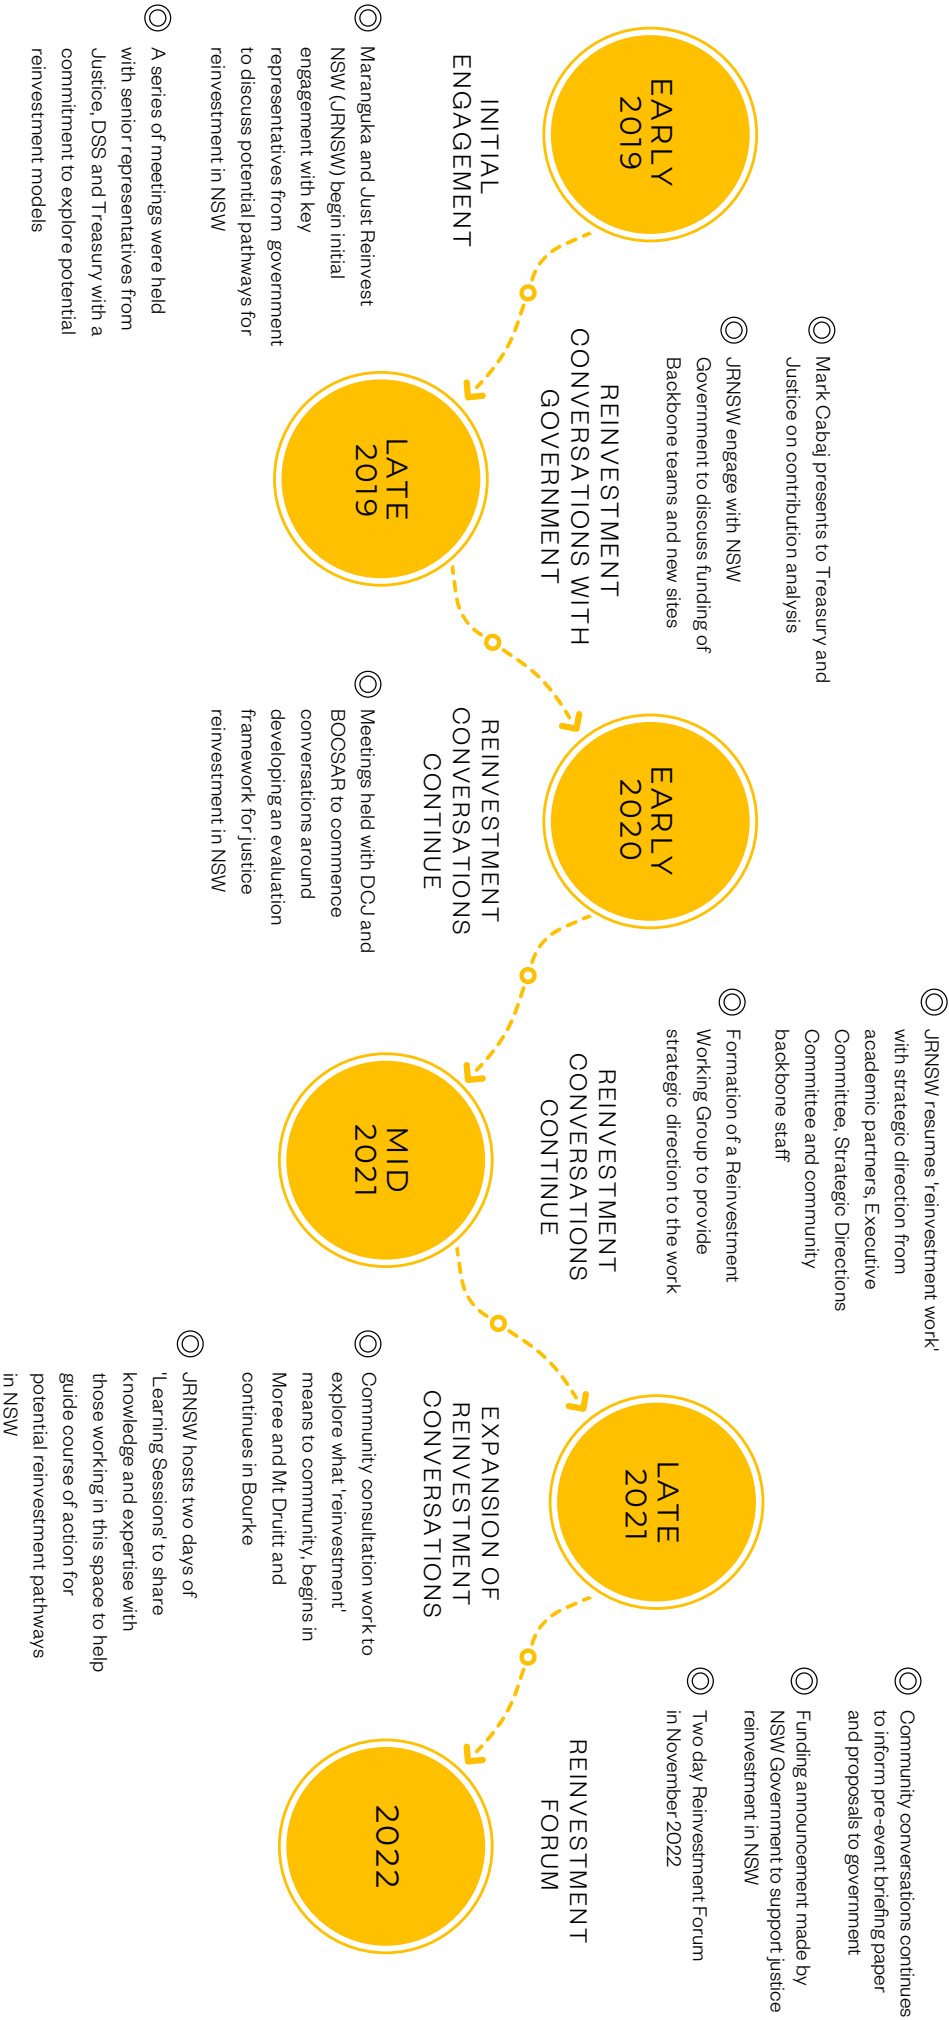 EARLY
2019
INITIAL
ENGAGEMENT
Maranguka and Just Reinvest
NSW (JRNSW) begin initial
engagement with key
representatives from government
to discuss potential pathways for
reinvestment in NSW
A series of meetings were held
with senior representatives from
Justice, DSS and Treasury with a
commitment to explore potential
reinvestment models
Mark Cabaj presents to Treasury and
Justice on contribution analysis
JRNSW engage with NSW
Government to discuss funding of
Backbone teams and new sites
REINVESTMENT
CONVERSATIONS WITH
GOVERNMENT
LATE
2019
EARLY
2020
REINVESTMENT
CONVERSATIONS
CONTINUE
Meetings held with DCJ and
BOCSAR to commence
conversations around
developing an evaluation
framework for justice
reinvestment in NSW
JRNSW resumes 'reinvestment work'
with strategic direction from
academic partners, Executive
Committee, Strategic Directions
Committee and community
backbone staff
Formation of a Reinvestment
Working Group to provide
strategic direction to the work
REINVESTMENT
CONVERSATIONS
CONTINUE
MID
2021
LATE
2021
EXPANSION OF
REINVESTMENT
CONVERSATIONS
Community consultation work to
explore what 'reinvestment'
means to community, begins in
Moree and Mt Druitt and
continues in Bourke
JRNSW hosts two days of
'Learning Sessions' to share
knowledge and expertise with
those working in this space to help
guide course of action for
potential reinvestment pathways
in NSW
Community conversations continues
to inform pre-event briefing paper
and proposals to government
Funding announcement made by
NSW Government to support justice
reinvestment in NSW
Two day Reinvestment Forum
in November 2022
REINVESTMENT
FORUM
2022